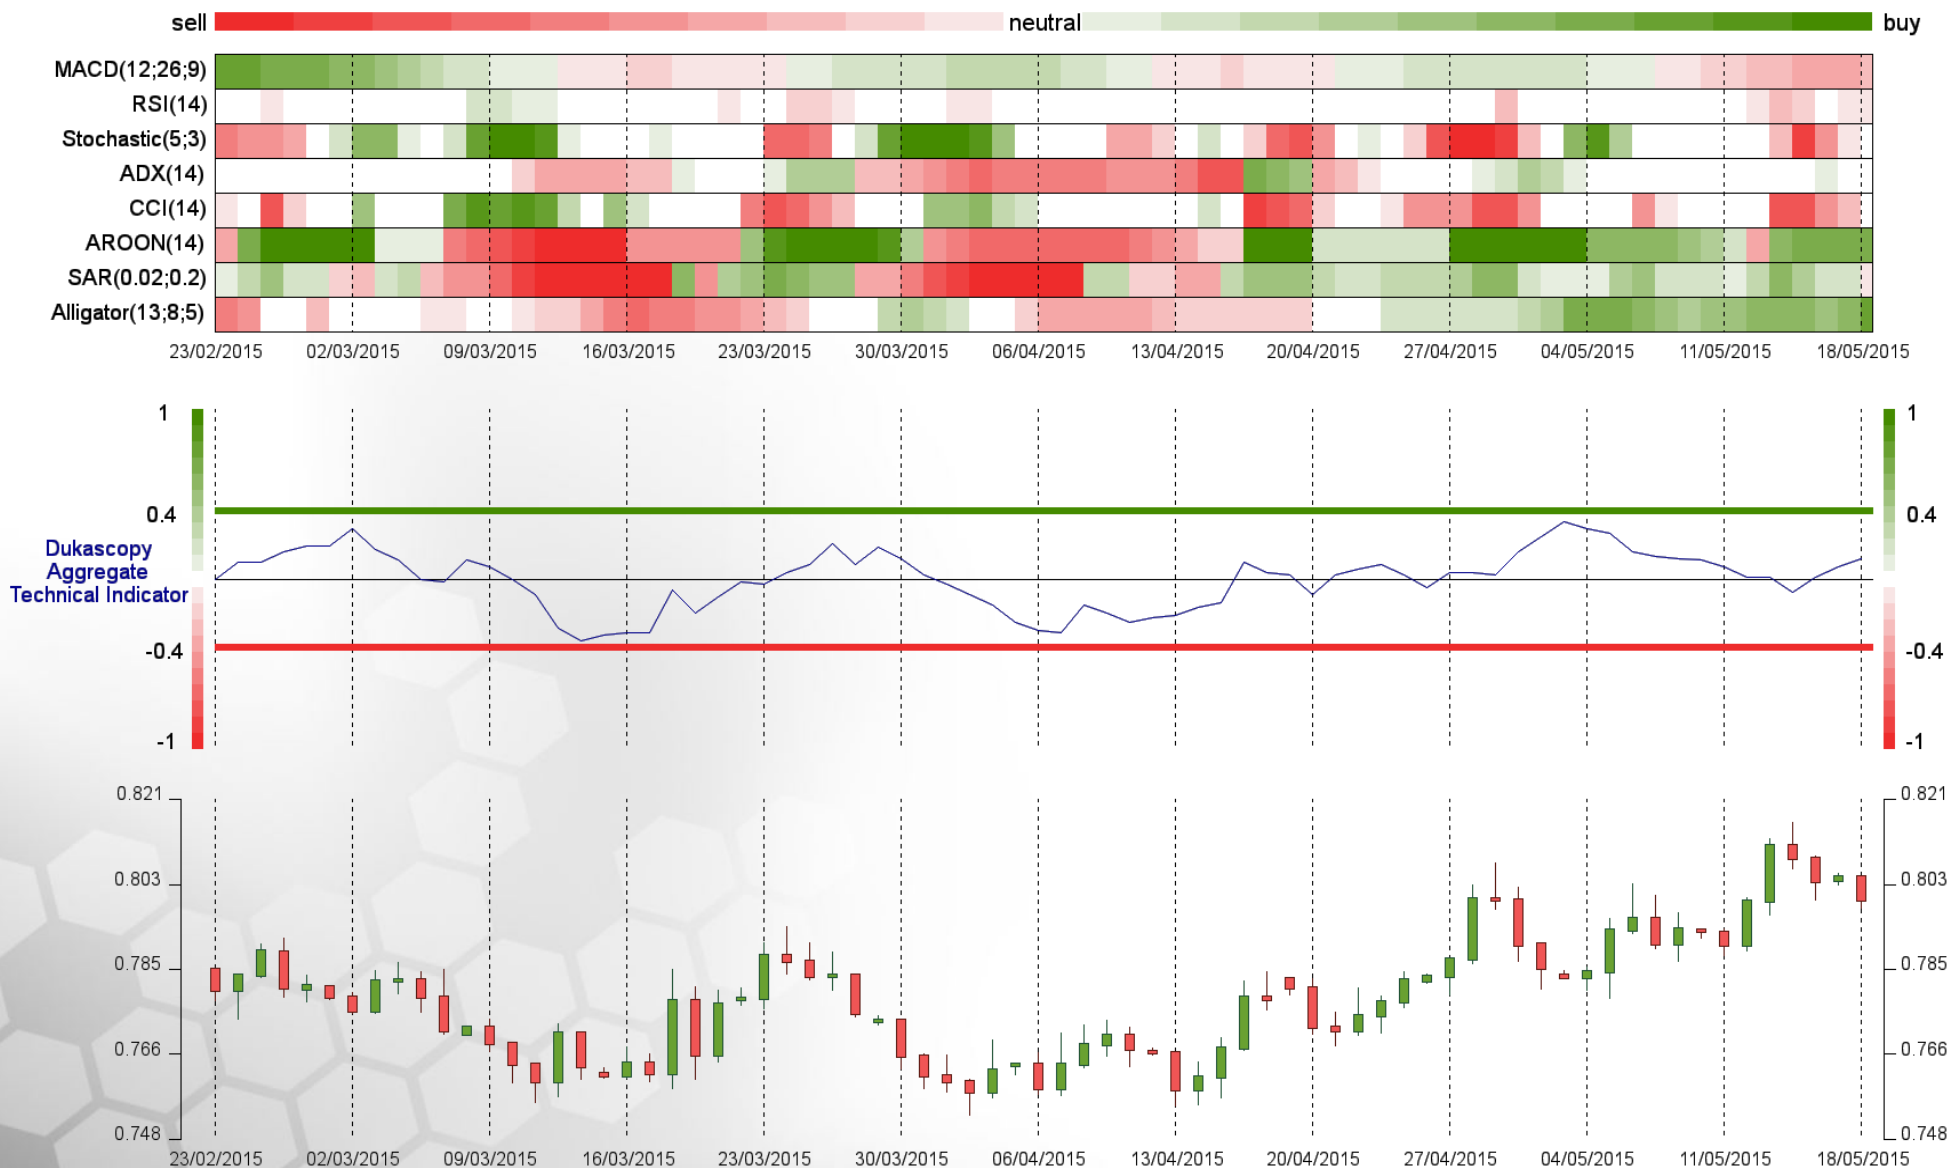 sell neutral buy
MACD(12;26;9)
RSI(14)
Stochastic(5;3)
ADX(14)
CCI(14)
AROON(14)
SAR(0.02;0.2)
Alligator(13;8;5)
23/02/2015 02/03/2015 09/03/2015 16/03/2015 23/03/2015 30/03/2015 06/04/2015 13/04/2015 20/04/2015 27/04/2015 04/05/2015 11/05/2015 18/05/2015
1 1
0.4 0.4
Dukascopy
Aggregate
Technical Indicator
-0.4 -0.4
-1 -1
0.821 0.821
0.803 0.803
0.785 0.785
0.766 0.766
0.748 0.748
23/02/2015 02/03/2015 09/03/2015 16/03/2015 23/03/2015 30/03/2015 06/04/2015 13/04/2015 20/04/2015 27/04/2015 04/05/2015 11/05/2015 18/05/2015